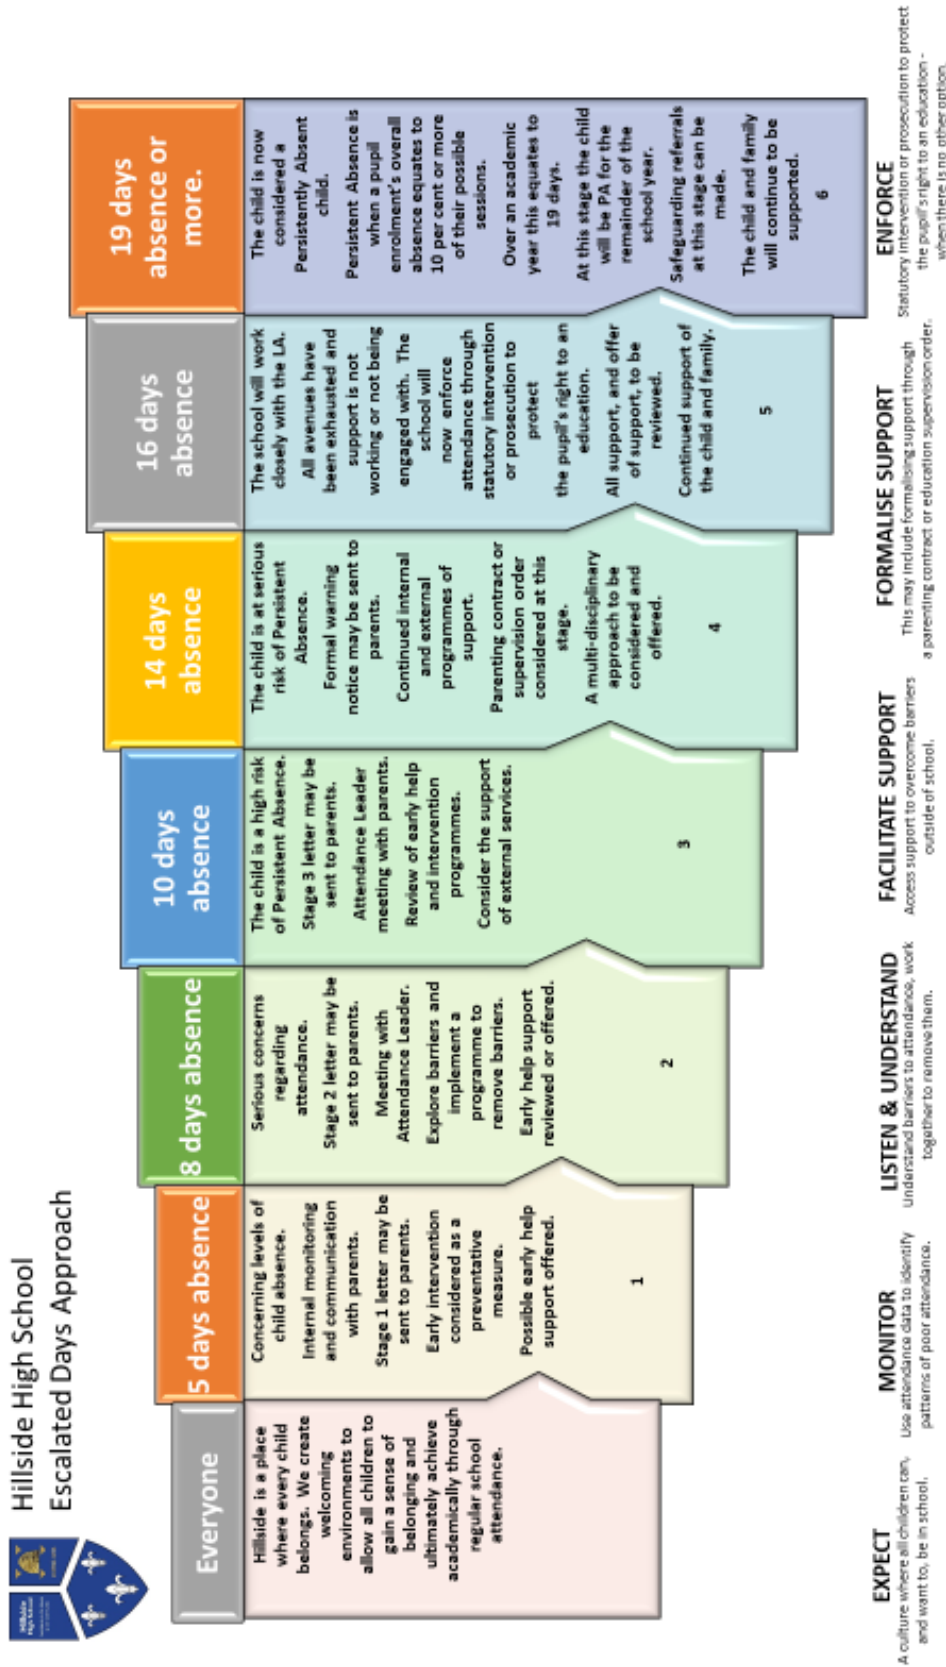 Hillside High School
Escalated Days Approach
Everyone
Hillside is a place
where every child
belongs. We create
welcoming
environments to
allow all children to
gain a sense of
belonging and
ultimately achieve
academically through
regular school
attendance.
5 days absence
Concerning levels of
child absence.
Internal monitoring
and communication
with parents.
Stage 1 letter may be
sent to parents.
Early intervention
considered as a
preventative
measure.
Possible early help
support offered.
1
8 days absence
Serious concerns
regarding
attendance.
Stage 2 letter may be
sent to parents.
Meeting with
Attendance Leader.
Explore barriers and
implement a
programme to
remove barriers.
Early help support
reviewed or offered.
2
10 days
absence
The child is a high risk
of Persistent Absence.
Stage 3 letter may be
sent to parents.
Attendance Leader
meeting with parents.
Review of early help
and intervention
programmes.
Consider the support
of external services.
3
14 days
absence
The child is at serious
risk of Persistent
Absence.
Formal warning
notice may be sent to
parents.
Continued internal
and external
programmes of
support.
Parenting contract or
supervision order
considered at this
stage.
A multi-disciplinary
approach to be
considered and
offered.
4
16 days
absence
The school will work
closely with the LA.
All avenues have
been exhausted and
support is not
working or not being
engaged with. The
school will
now enforce
attendance through
statutory intervention
or prosecution to
protect
the pupil's right to an
education.
All support, and offer
of support, to be
reviewed.
Continued support of
the child and family.
5
19 days
absence or
more.
The child is now
considered a
Persistently Absent
child.
Persistent Absence is
when a pupil
enrolment's overall
absence equates to
10 per cent or more
of their possible
sessions.
Over an academic
year this equates to
19 days.
At this stage the child
will be PA for the
remainder of the
school year.
Safeguarding referrals
at this stage can be
made.
The child and family
will continue to be
supported.
6
EXPECT
A culture where all children can,
and want to, be in school.
MONITOR
Use attendance data to identify
patterns of poor attendance.
LISTEN & UNDERSTAND
Understand barriers to attendance, work
together to remove them.
FACILITATE SUPPORT
Access support to overcome barriers
outside of school.
FORMALISE SUPPORT
This may include formalising support through
a parenting contract or education supervision order.
ENFORCE
Statutory intervention or prosecution to protect
the pupil's right to an education -
when there is no other option.
Hillside
High School